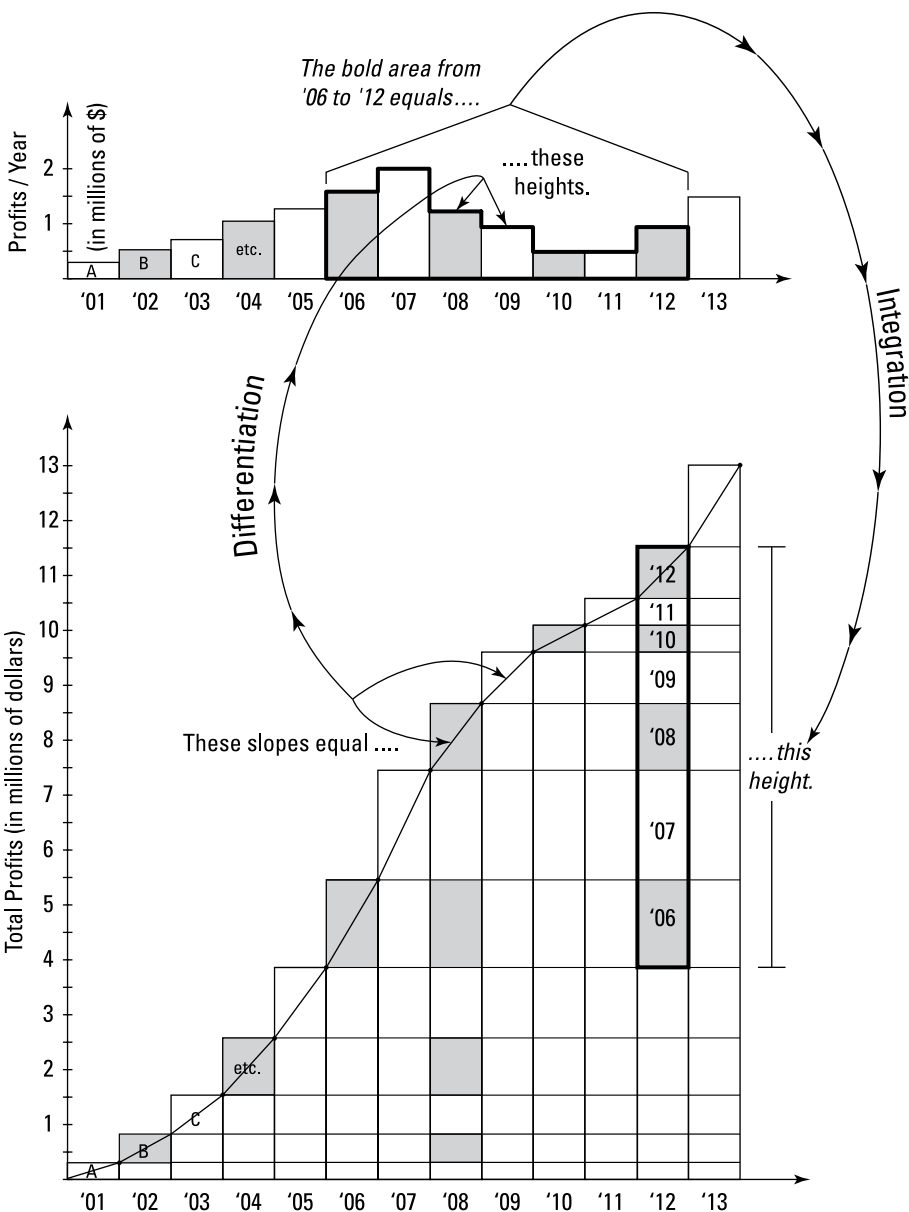 The bold area from
'06 to '12 equals....
....these
heights.
Profits / Year
(in millions of $)
2
1
A
B
C
etc.
'01 '02 '03 '04 '05 '06 '07 '08 '09 '10 '11 '12 '13
Differentiation
Integration
Total Profits (in millions of dollars)
13
12
11
10
9
8
7
6
5
4
3
2
1
'12
'11
'10
'09
'08
'07
'06
These slopes equal ....
....this
height.
etc.
C
B
A
'01 '02 '03 '04 '05 '06 '07 '08 '09 '10 '11 '12 '13